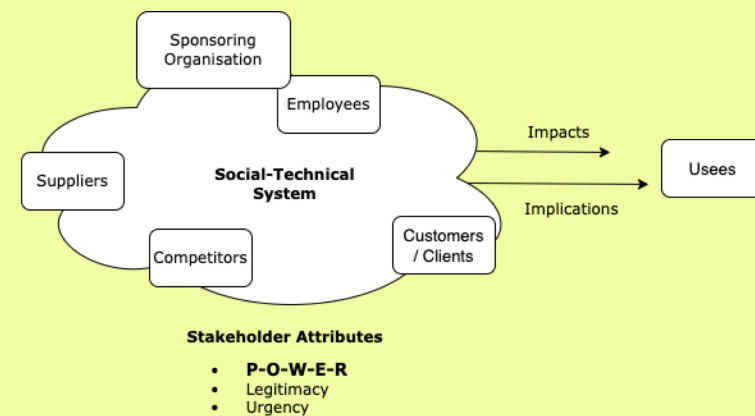 Sponsoring
Organisation
Employees
Impacts
Usees
Social-Technical
System
Suppliers
Implications
Customers
/ Clients
Competitors
Stakeholder Attributes
• P-O-W-E-R
• Legitimacy
• Urgency